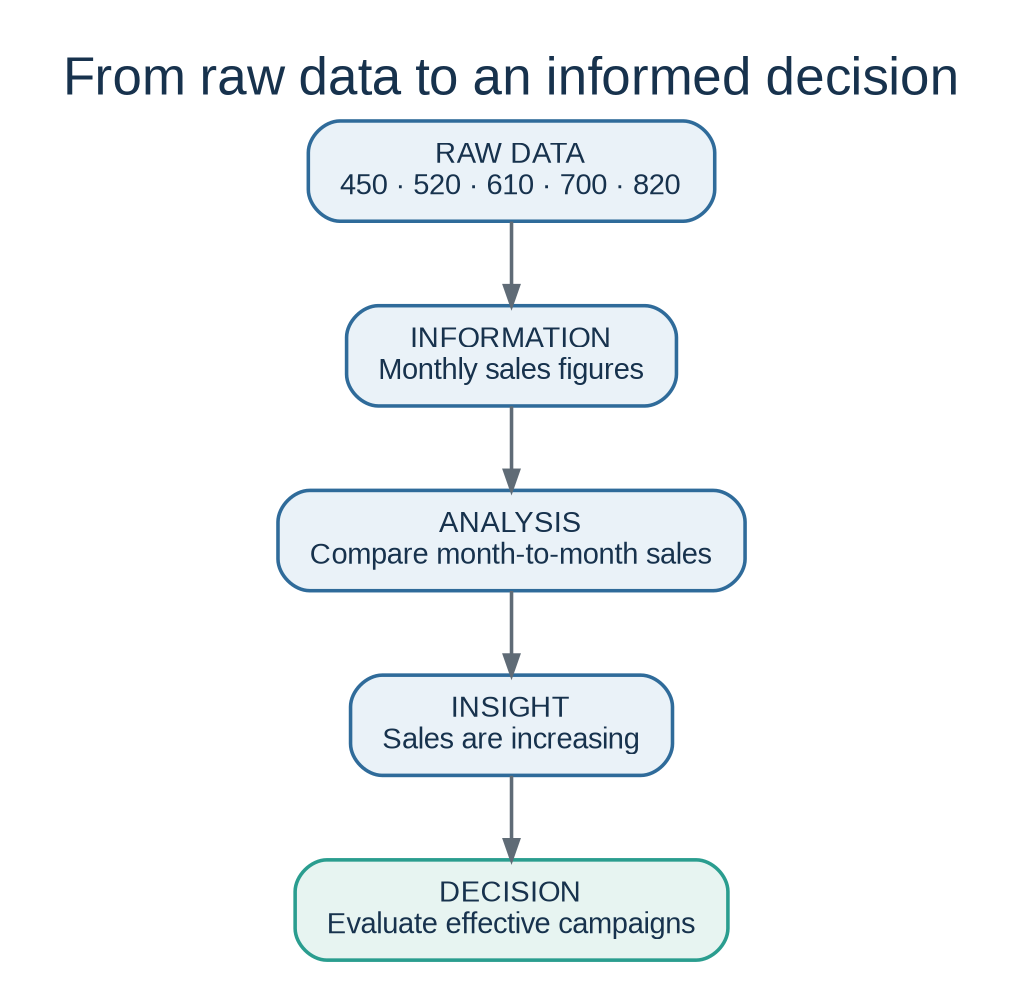 From raw data to an informed decision
RAW DATA
450 · 520 · 610 · 700 · 820
INFORMATION
Monthly sales figures
ANALYSIS
Compare month-to-month sales
INSIGHT
Sales are increasing
DECISION
Evaluate effective campaigns